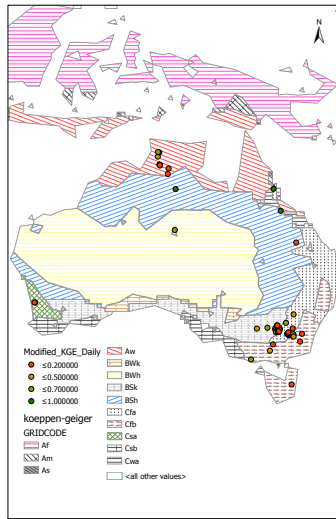 N
Modified_KGE_Daily
≤0.200000
≤0.500000
≤0.700000
≤1.000000
koeppen-geiger
GRIDCODE
Af
Am
As
Aw
BWk
BWh
BSk
BSh
Cfa
Cfb
Csa
Csb
Cwa
<all other values>